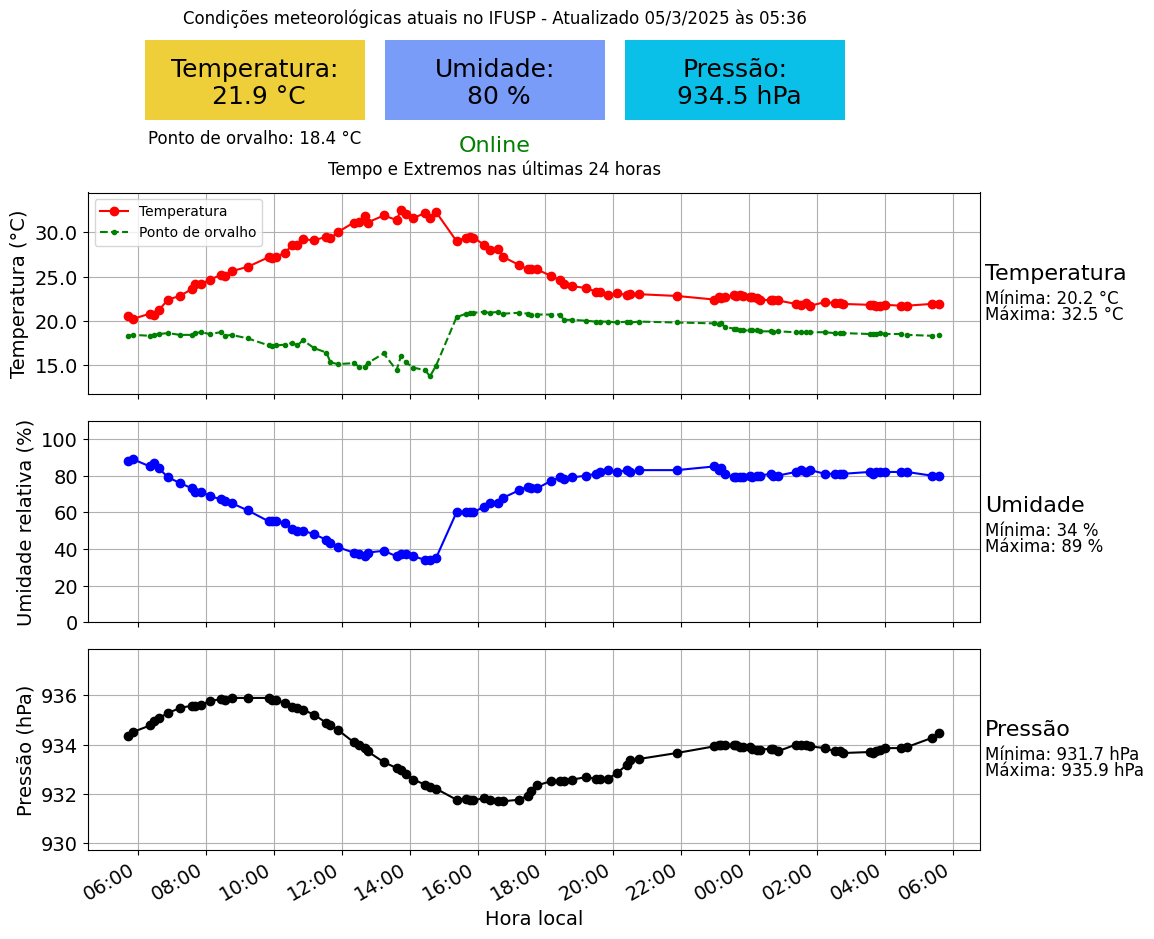 Condições meteorológicas atuais no IFUSP - Atualizado 05/3/2025 às 05:36
Temperatura:
21.9 °C
Umidade:
80 %
Pressão:
934.5 hPa
Ponto de orvalho: 18.4 °C
Online
Tempo e Extremos nas últimas 24 horas
Temperatura
Ponto de orvalho
Temperatura (°C)
30.0
25.0
20.0
15.0
Temperatura
Mínima: 20.2 °C
Máxima: 32.5 °C
Umidade relativa (%)
100
80
60
40
20
0
Umidade
Mínima: 34 %
Máxima: 89 %
Pressão (hPa)
936
934
932
930
Pressão
Mínima: 931.7 hPa
Máxima: 935.9 hPa
06:00
08:00
10:00
12:00
14:00
16:00
18:00
20:00
22:00
00:00
02:00
04:00
06:00
Hora local